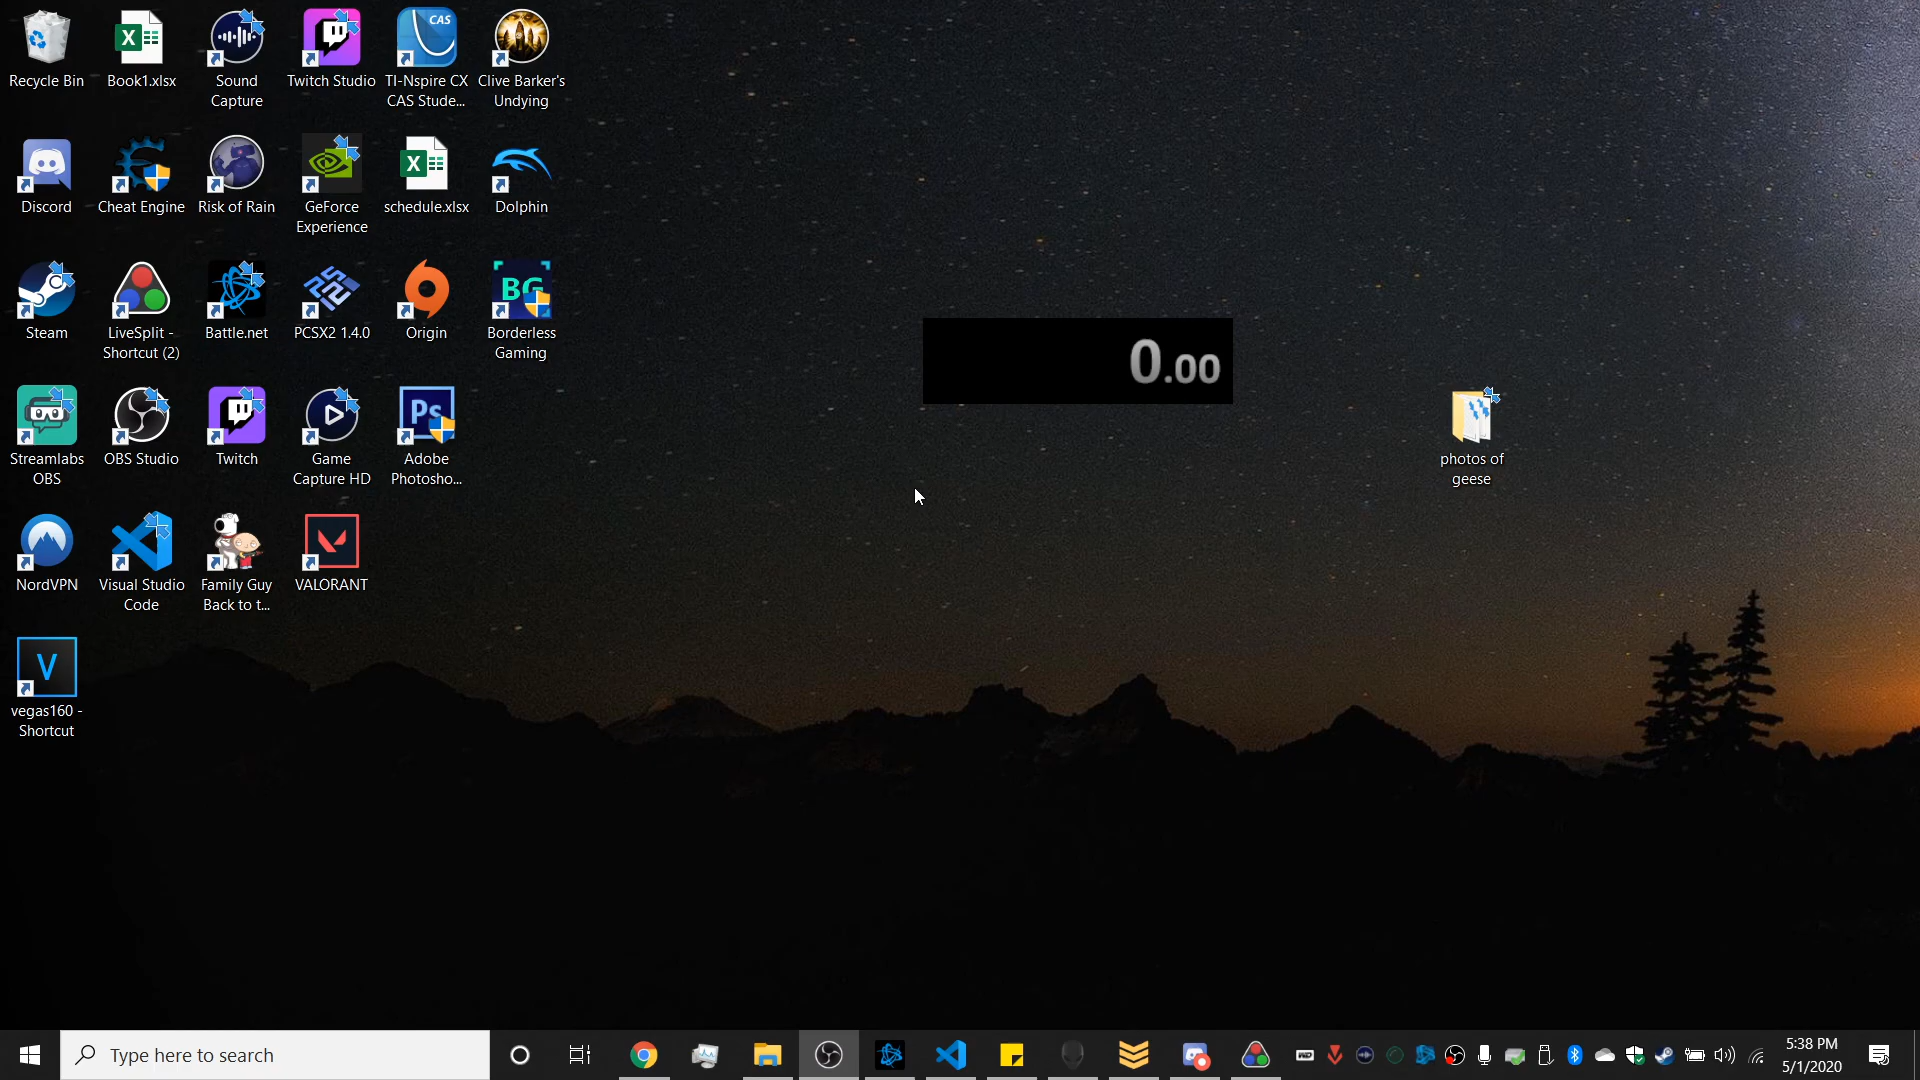 Recycle Bin
Book1.xlsx
Sound
Capture
Twitch Studio
CAS
TI-Nspire CX
CAS Stude...
Clive Barker's
Undying
Discord
Cheat Engine
Risk of Rain
GeForce
Experience
X
schedule.xlsx
Dolphin
Steam
LiveSplit -
Shortcut (2)
Battle.net
PCSX2 1.4.0
Origin
BG
Borderless
Gaming
0.00
Streamlabs
OBS
OBS Studio
Twitch
Game
Capture HD
Ps
Adobe
Photosho...
photos of
geese
NordVPN
Visual Studio
Code
Family Guy
Back to t...
VALORANT
V
vegas160 -
Shortcut
Type here to search
5:38 PM
5/1/2020